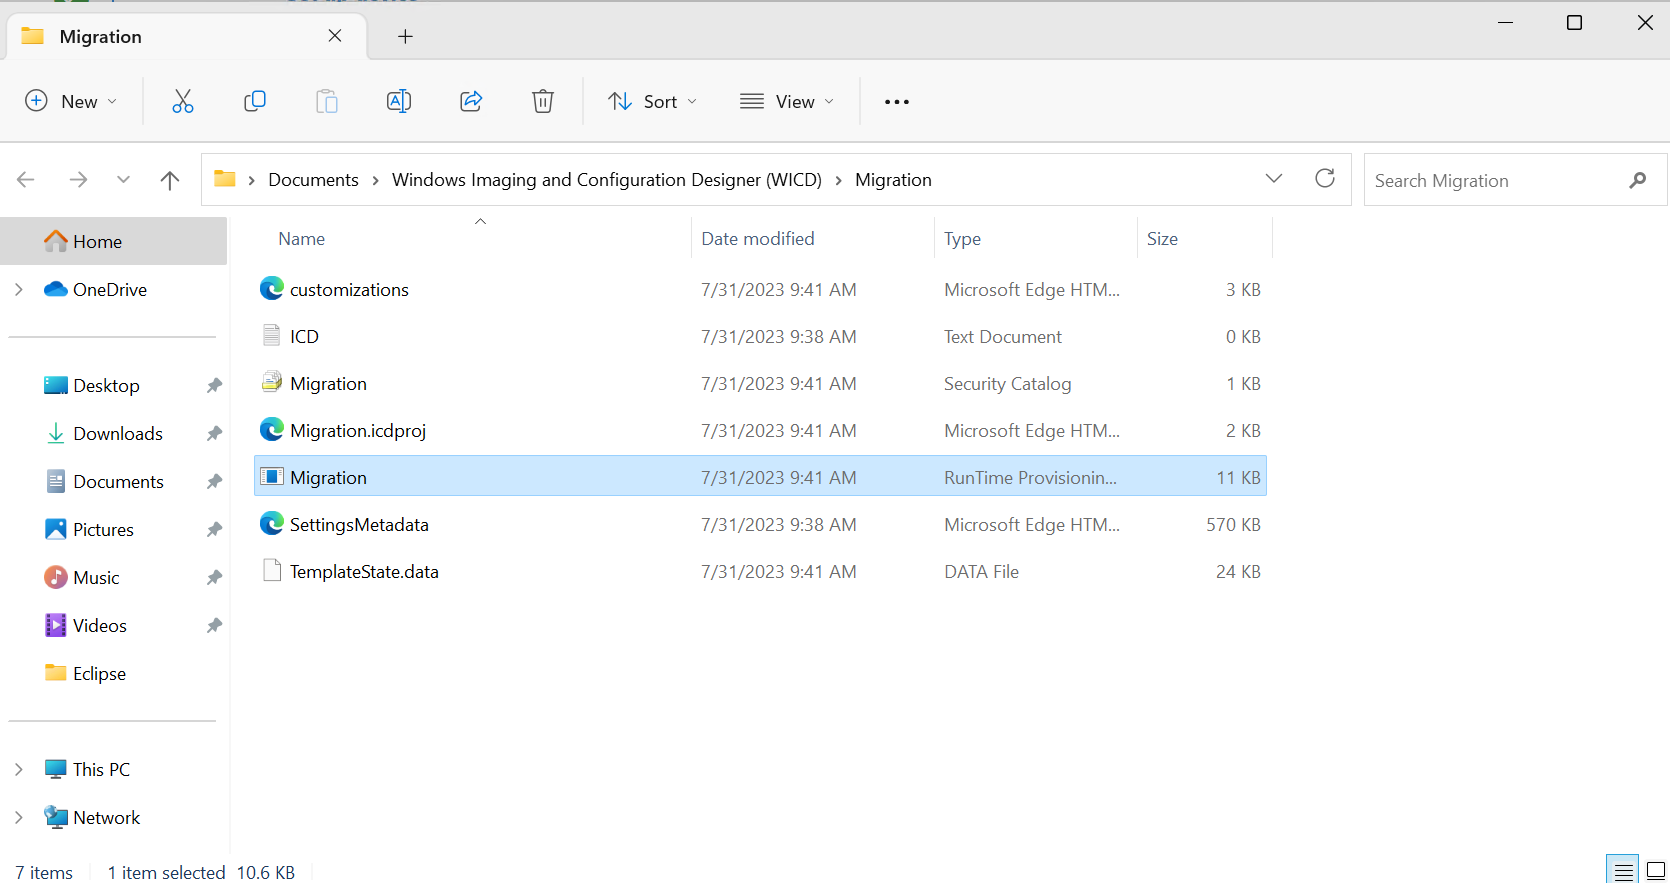 Migration
New
Sort
View
Documents > Windows Imaging and Configuration Designer (WICD) > Migration
Search Migration
Home
OneDrive
Desktop
Downloads
Documents
Pictures
Music
Videos
Eclipse
This PC
Network
Name Date modified Type Size
customizations 7/31/2023 9:41 AM Microsoft Edge HTM... 3 KB
ICD 7/31/2023 9:38 AM Text Document 0 KB
Migration 7/31/2023 9:41 AM Security Catalog 1 KB
Migration.icdproj 7/31/2023 9:41 AM Microsoft Edge HTM... 2 KB
Migration 7/31/2023 9:41 AM RunTime Provisionin... 11 KB
SettingsMetadata 7/31/2023 9:38 AM Microsoft Edge HTM... 570 KB
TemplateState.data 7/31/2023 9:41 AM DATA File 24 KB
7 items 1 item selected 10.6 KB